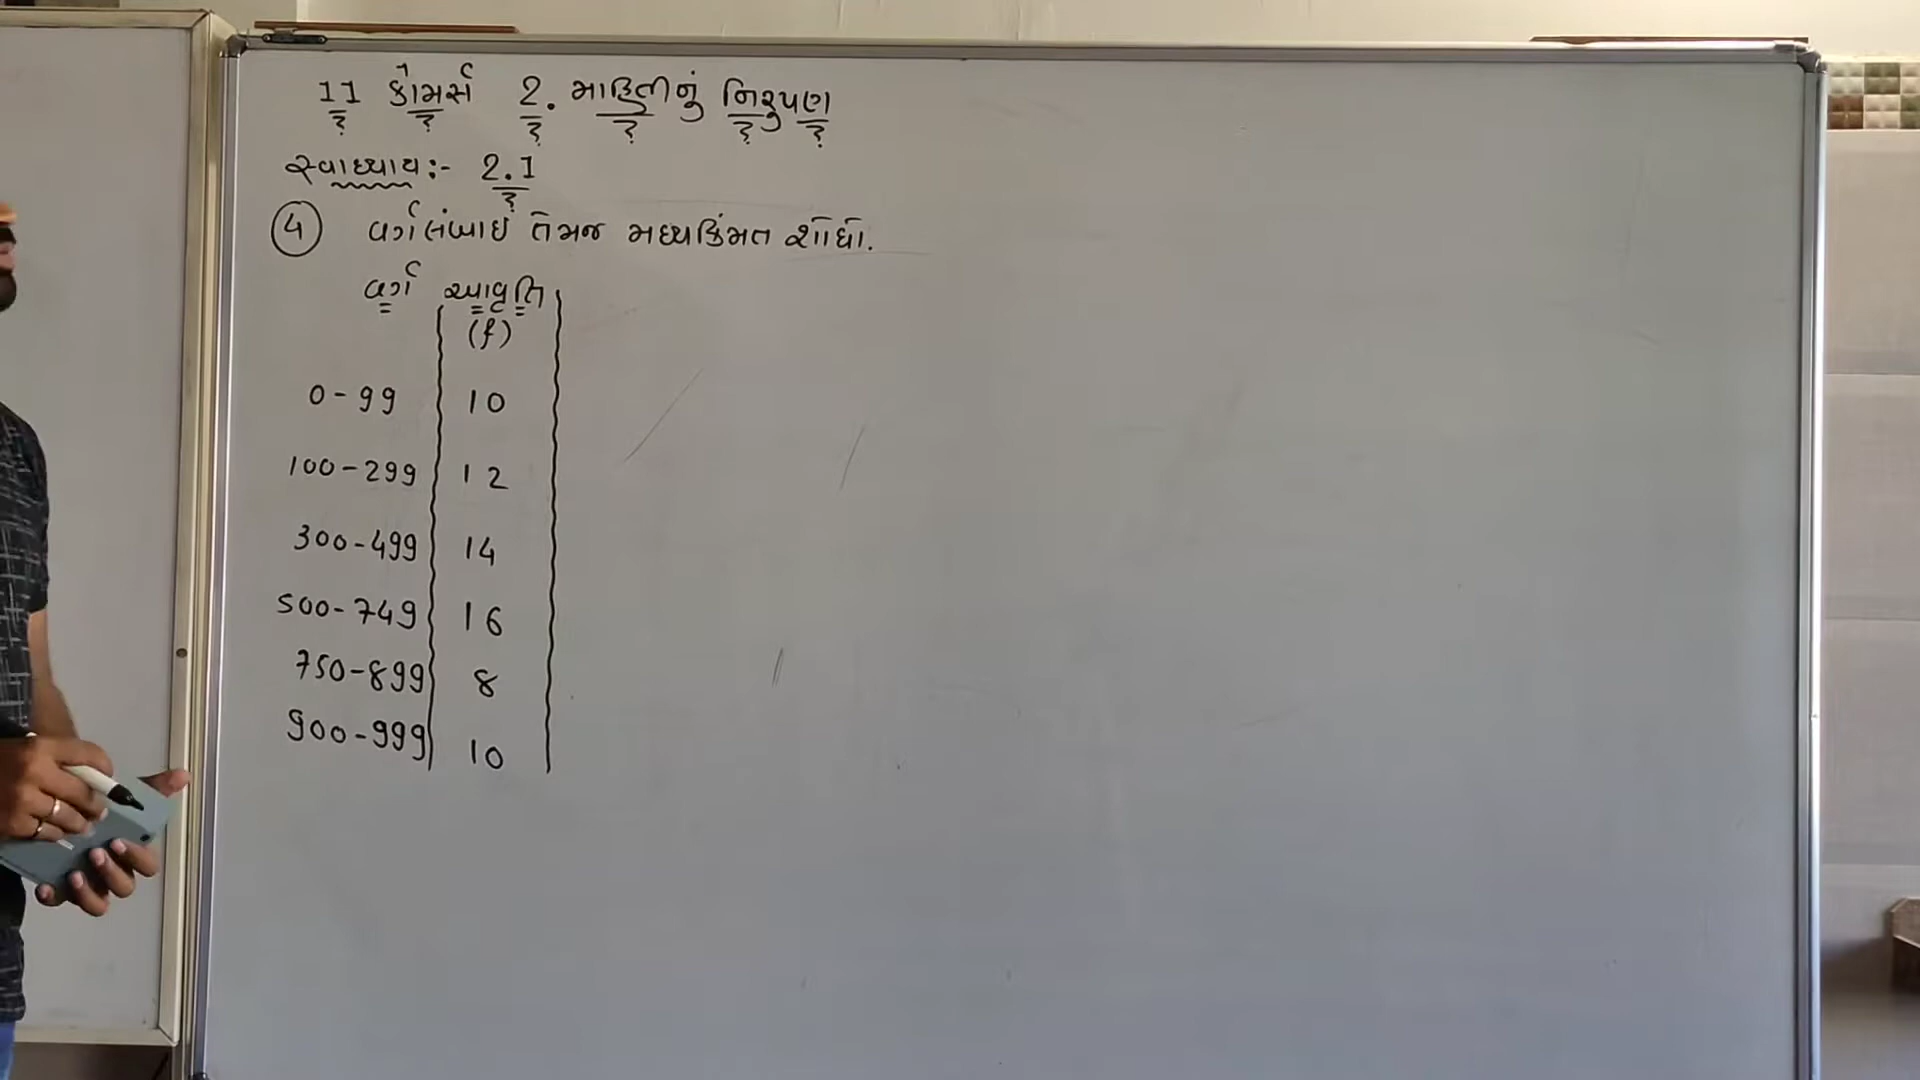 11 કોમર્સ 2. માહિતીનું નિરૂપણ
સ્વાધ્યાય:- 2.1
4 વર્ગલંબાઈ તેમજ મધ્યકિંમત શોધો.
વર્ગ આવૃતિ
(f)
0-99 10
100-299 12
300-499 14
500-749 16
750-899 8
900-999 10